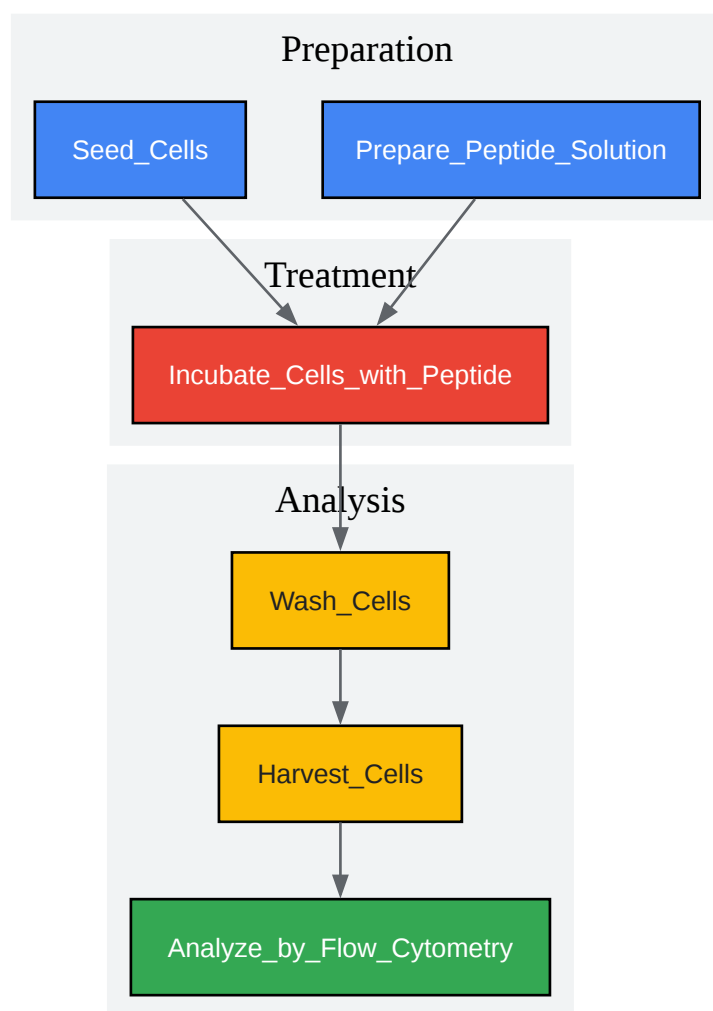 Preparation
Seed_Cells
Prepare_Peptide_Solution
Treatment
Incubate_Cells_with_Peptide
Analysis
Wash_Cells
Harvest_Cells
Analyze_by_Flow_Cytometry